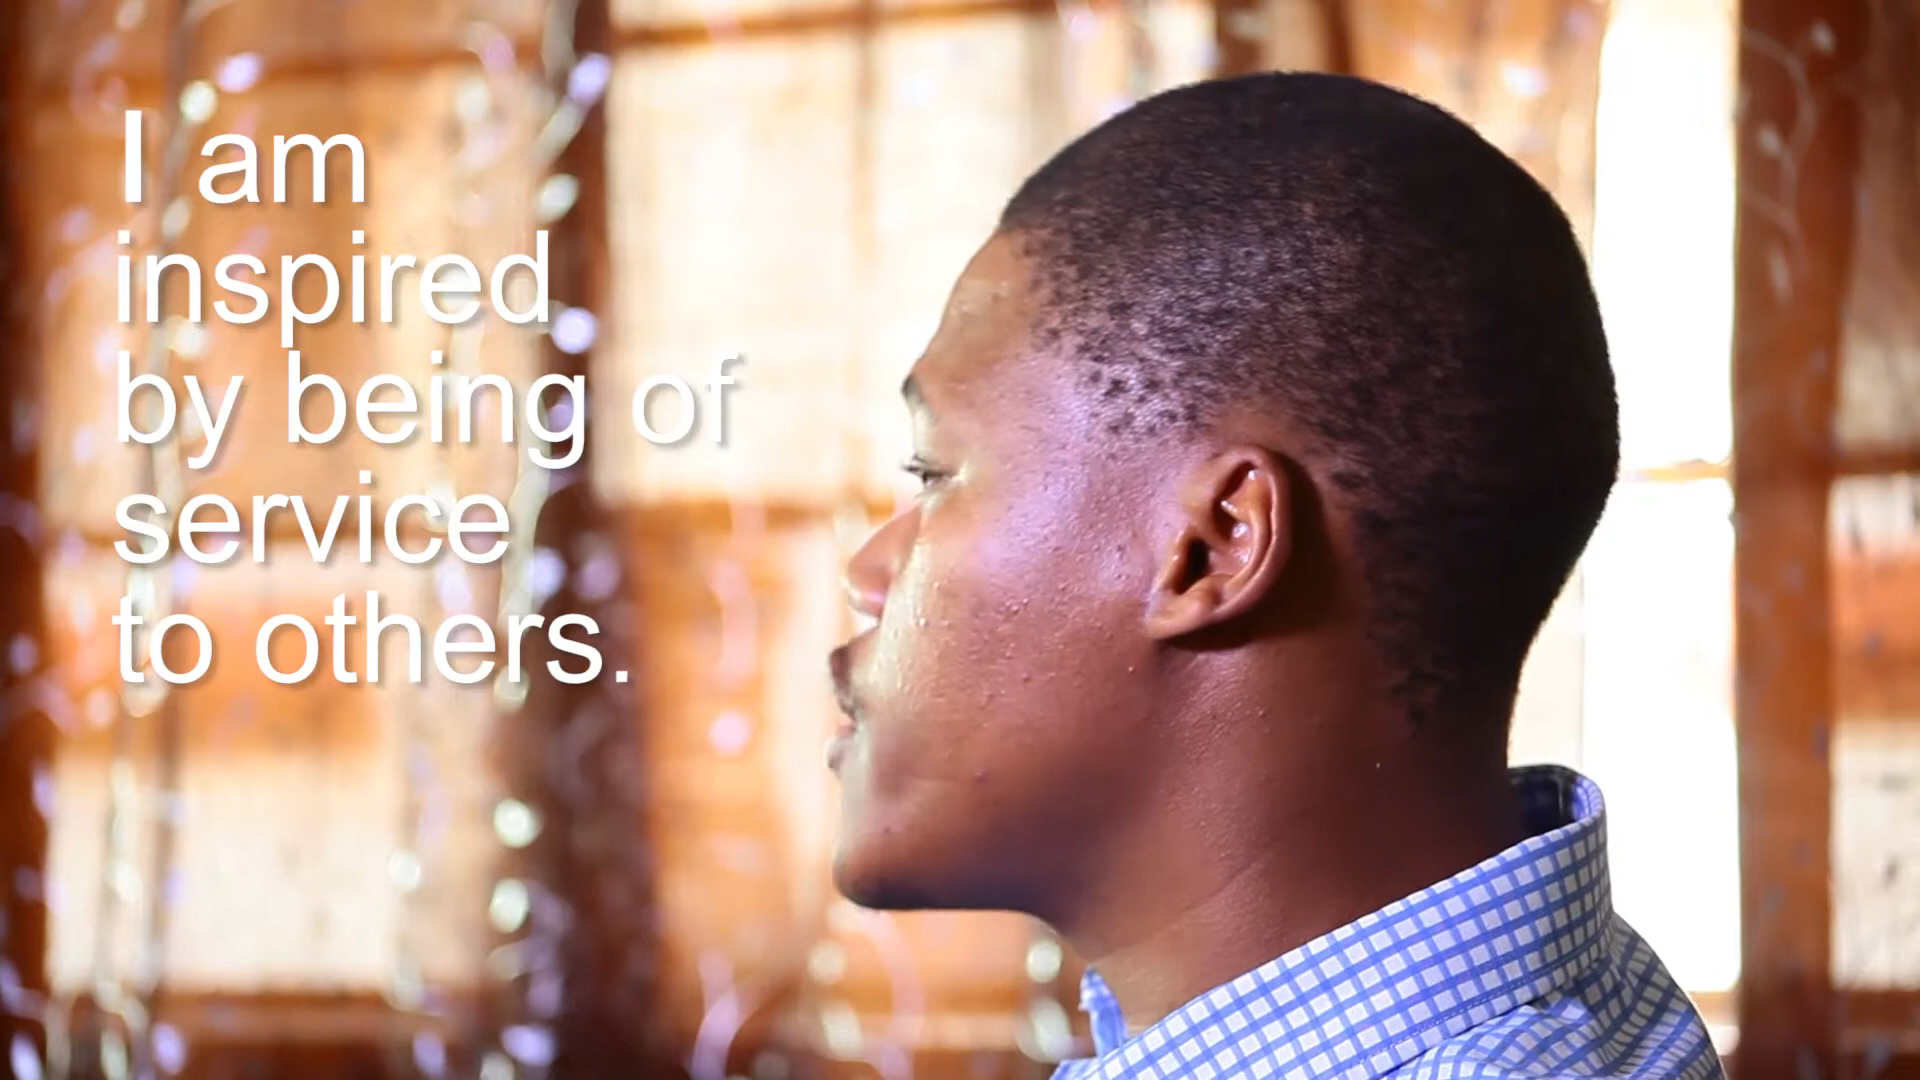 I am
inspired
by being of
service
to others.